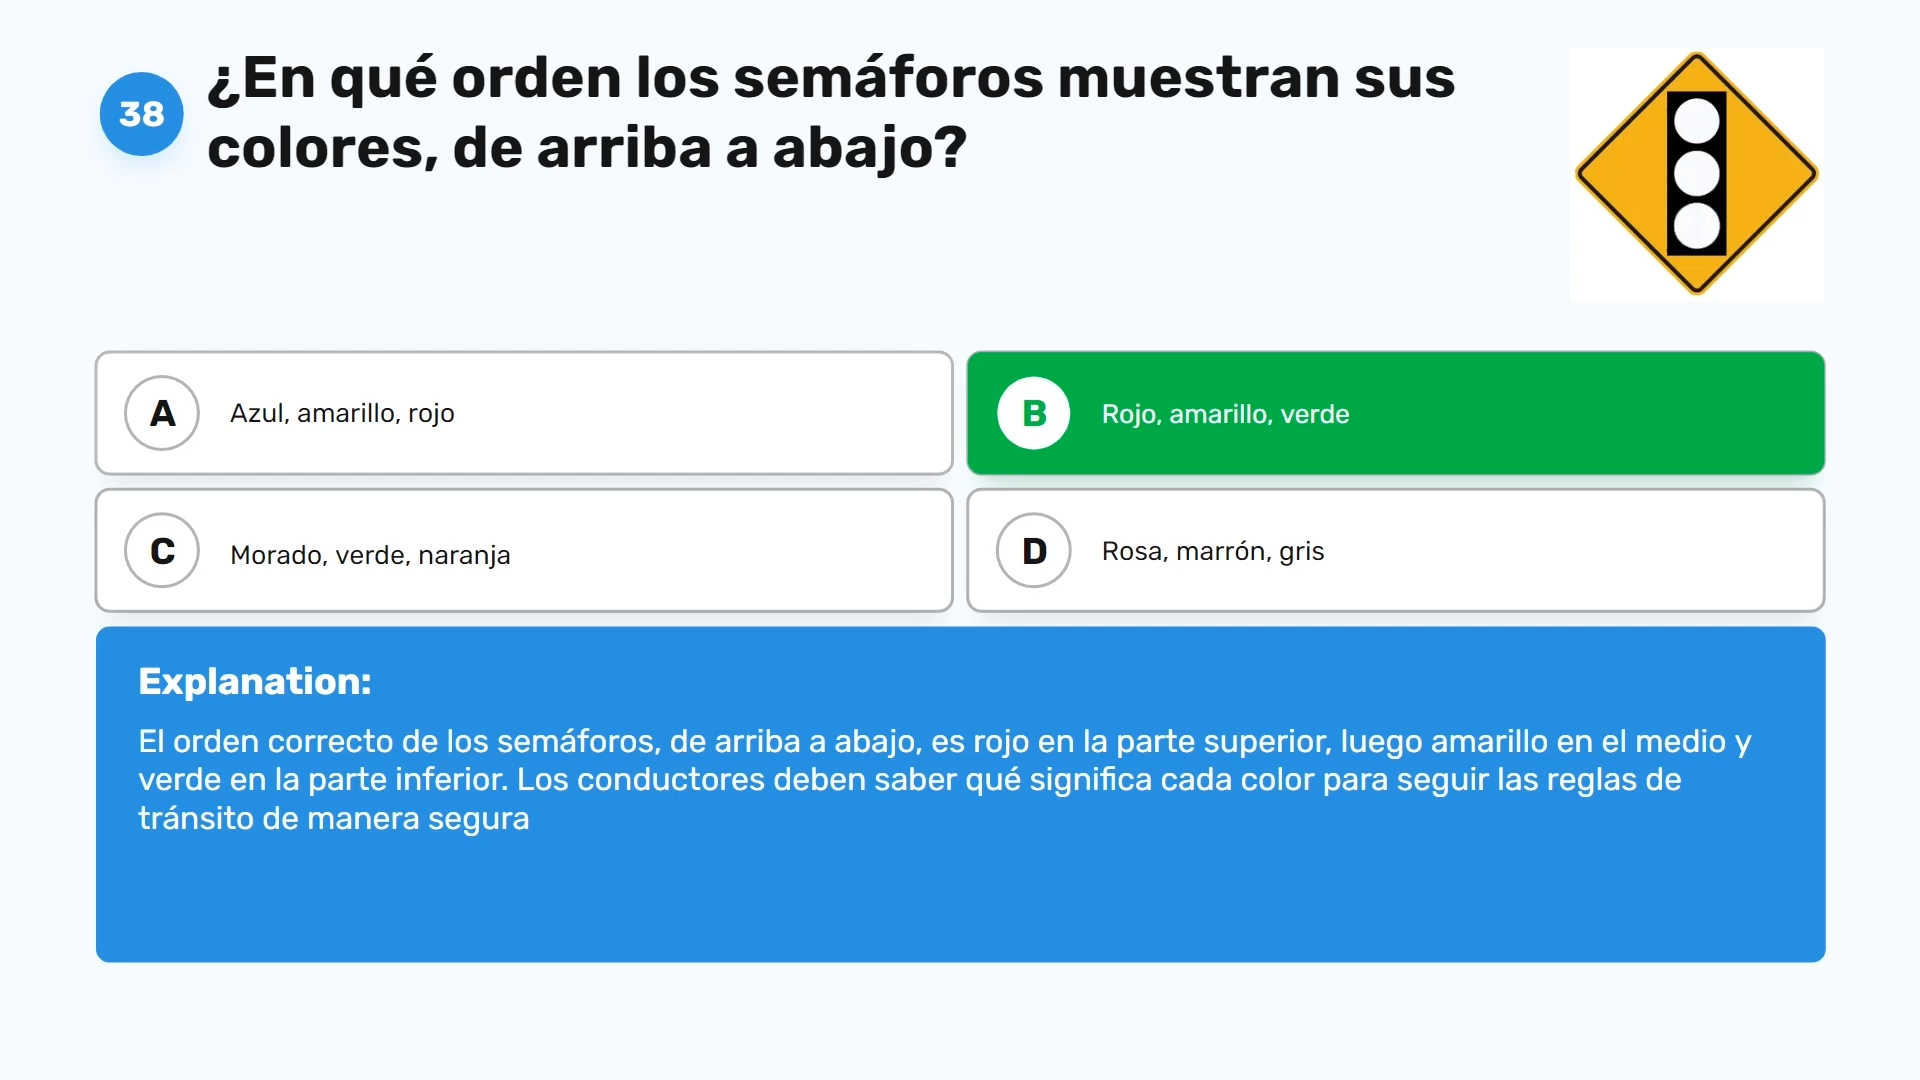 38
¿En qué orden los semáforos muestran sus
colores, de arriba a abajo?
A
Azul, amarillo, rojo
B
Rojo, amarillo, verde
C
Morado, verde, naranja
D
Rosa, marrón, gris
Explanation:
El orden correcto de los semáforos, de arriba a abajo, es rojo en la parte superior, luego amarillo en el medio y
verde en la parte inferior. Los conductores deben saber qué significa cada color para seguir las reglas de
tránsito de manera segura